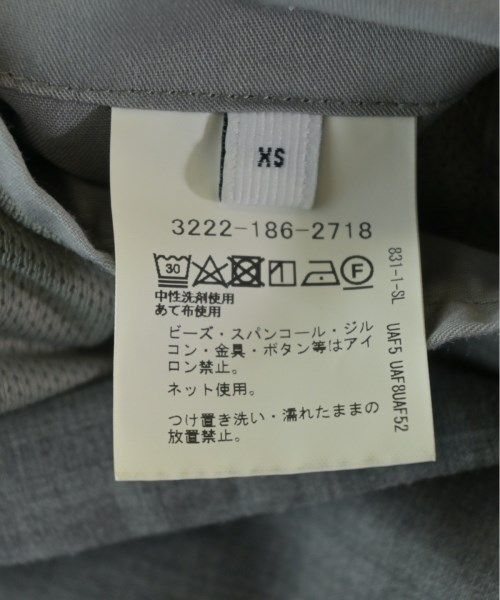 XS
3222-186-2718
30
F
中性洗剤使用
あて布使用
ビーズ・スパンコール・ジル
コン・金具・ボタン等はアイ
ロン禁止。
ネット使用。
つけ置き洗い・濡れたままの
放置禁止。
831-1-SL UAF5 UAF8UAF52